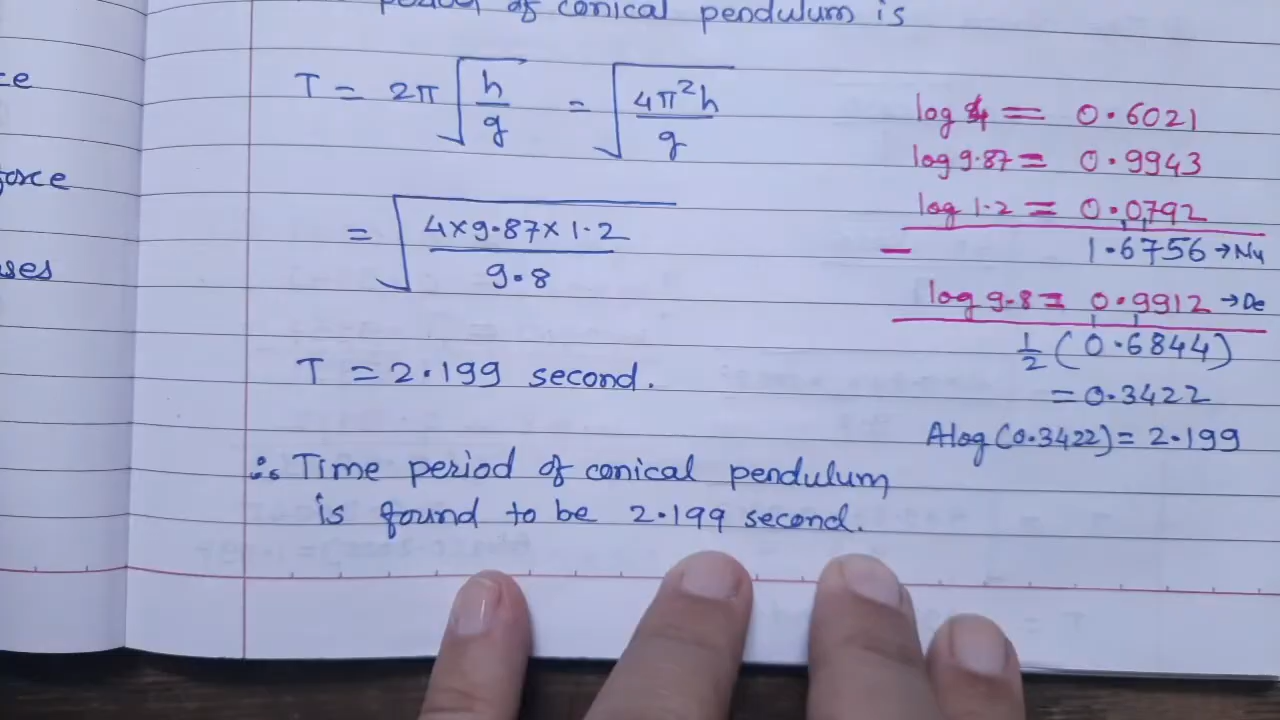 period of conical pendulum is
T = 2π√(h/g) = √(4π²h/g)
= √(4×9.87×1.2/9.8)
T = 2.199 second.
∴ Time period of conical pendulum
is found to be 2.199 second.
log 4 = 0.6021
log 9.87 = 0.9943
log 1.2 = 0.0792
− 1.6756 → Nu
log 9.8 = 0.9912 → De
½ (0.6844)
= 0.3422
Alog (0.3422) = 2.199